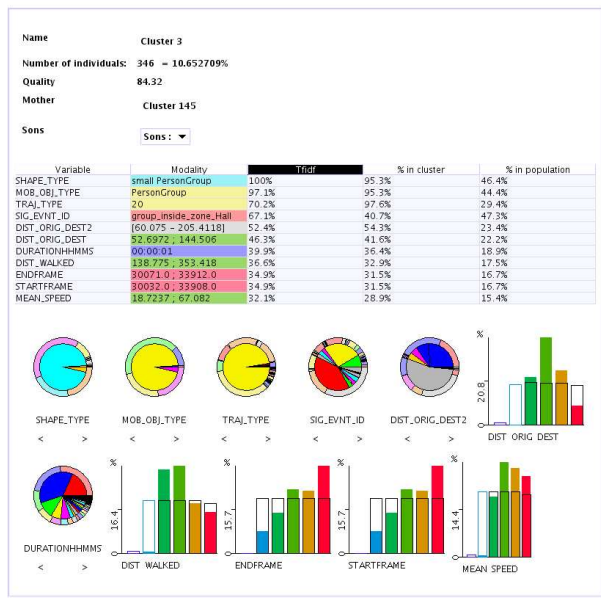 Name Cluster 3
Number of individuals: 346 = 10.652709%
Quality 84.32
Mother Cluster 145
Sons Sons :
Variable Modality Tfidf % in cluster % in population
SHAPE_TYPE small PersonGroup 100% 95.3% 46.4%
MOB_OBJ_TYPE PersonGroup 97.1% 95.3% 44.4%
TRAJ_TYPE 20 70.2% 97.6% 29.4%
SIG_EVNT_ID group_inside_zone_Hall 67.1% 40.7% 47.3%
DIST_ORIG_DEST2 [60.075 - 205.4118] 52.4% 54.3% 23.4%
DIST_ORIG_DEST 52.6972 ; 144.506 46.3% 41.6% 22.2%
DURATIONHHMMS 00:00:01 39.9% 36.4% 18.9%
DIST_WALKED 138.775 ; 353.418 36.6% 32.9% 17.5%
ENDFRAME 30071.0 ; 33912.0 34.9% 31.5% 16.7%
STARTFRAME 30032.0 ; 33908.0 34.9% 31.5% 16.7%
MEAN_SPEED 18.7237 ; 67.082 32.1% 28.9% 15.4%
% 20.8 0
SHAPE_TYPE MOB_OBJ_TYPE TRAJ_TYPE SIG_EVNT_ID DIST_ORIG_DEST2 DIST ORIG DEST
< > < > < > < > < >
% 16.4 0 % 15.7 0 % 15.7 0 % 14.4 0
DURATIONHHMMS DIST WALKED ENDFRAME STARTFRAME MEAN SPEED
< >